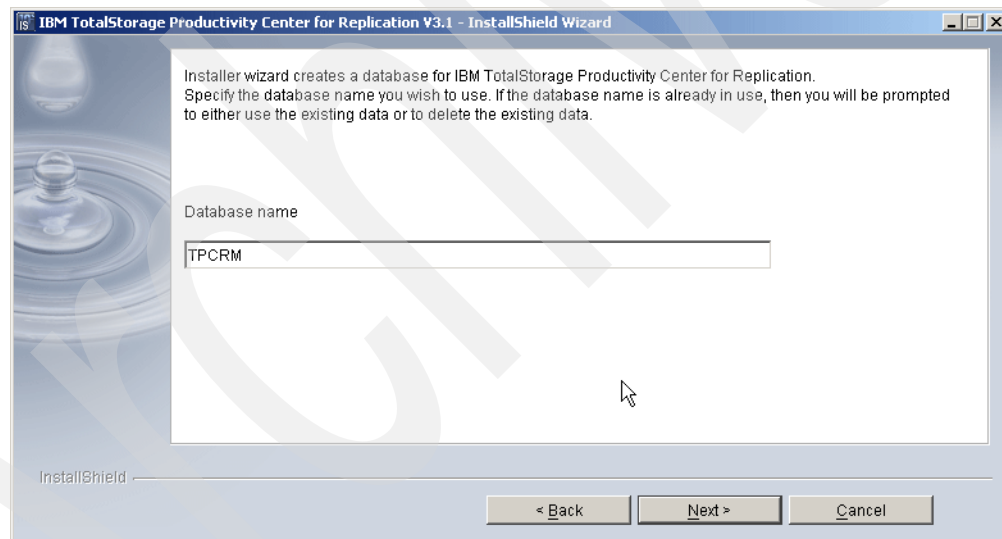 IBM TotalStorage Productivity Center for Replication V3.1 - InstallShield Wizard
Installer wizard creates a database for IBM TotalStorage Productivity Center for Replication.
Specify the database name you wish to use. If the database name is already in use, then you will be prompted
to either use the existing data or to delete the existing data.
Database name
TPCRM
InstallShield
< Back Next > Cancel